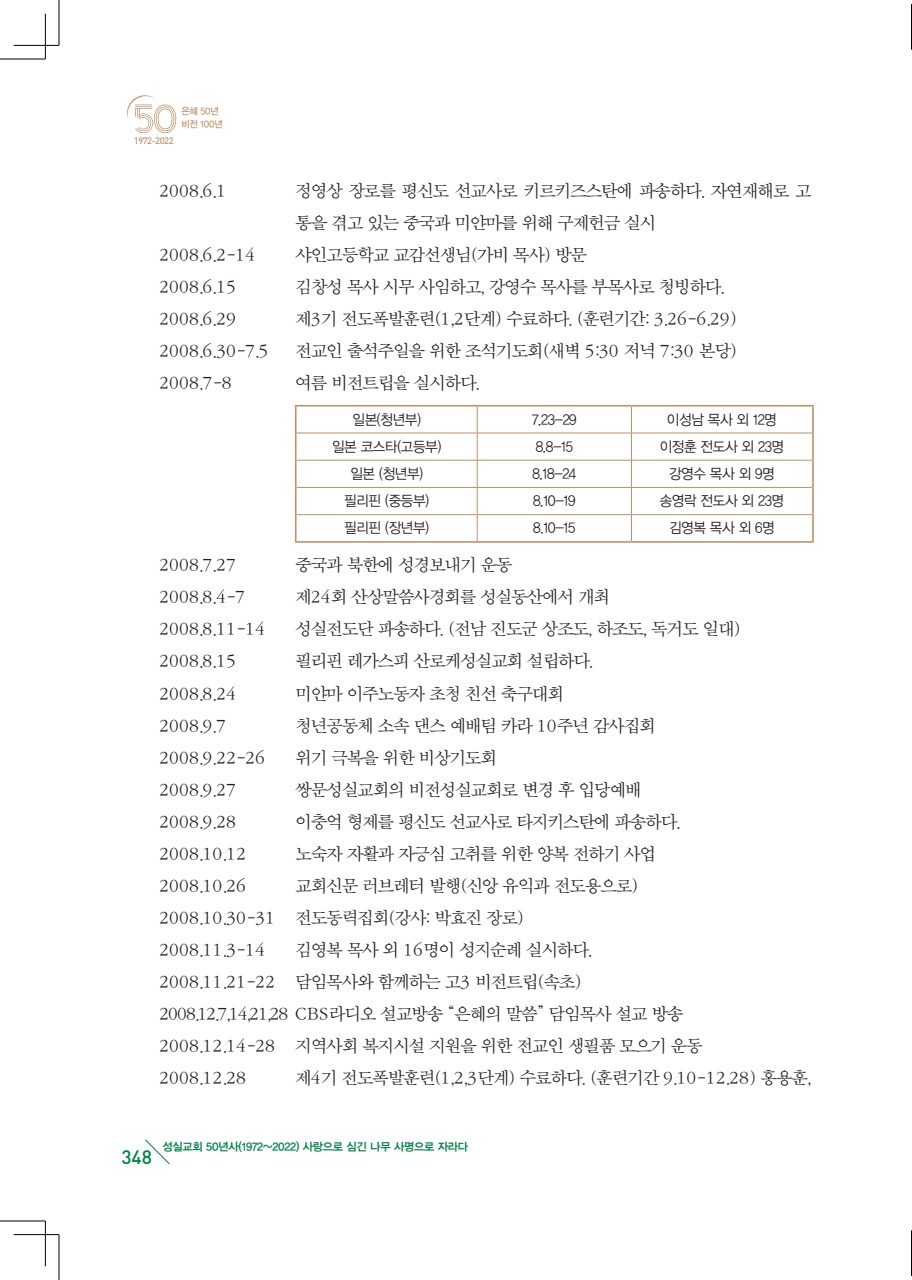 50 은혜 50년
비전 100년
1972-2022
2008.6.1 정영상 장로를 평신도 선교사로 키르키즈스탄에 파송하다. 자연재해로 고
통을 겪고 있는 중국과 미얀마를 위해 구제헌금 실시
2008.6.2-14 샤인고등학교 교감선생님(가비 목사) 방문
2008.6.15 김창성 목사 시무 사임하고, 강영수 목사를 부목사로 청빙하다.
2008.6.29 제3기 전도폭발훈련(1,2단계) 수료하다. (훈련기간: 3.26-6.29)
2008.6.30-7.5 전교인 출석주일을 위한 조석기도회(새벽 5:30 저녁 7:30 본당)
2008.7-8 여름 비전트립을 실시하다.
일본(청년부) 7.23-29 이성남 목사 외 12명
일본 코스타(고등부) 8.8-15 이정훈 전도사 외 23명
일본 (청년부) 8.18-24 강영수 목사 외 9명
필리핀 (중등부) 8.10-19 송영락 전도사 외 23명
필리핀 (장년부) 8.10-15 김영복 목사 외 6명
2008.7.27 중국과 북한에 성경보내기 운동
2008.8.4-7 제24회 산상말씀사경회를 성실동산에서 개최
2008.8.11-14 성실전도단 파송하다. (전남 진도군 상조도, 하조도, 독거도 일대)
2008.8.15 필리핀 레가스피 산로케성실교회 설립하다.
2008.8.24 미얀마 이주노동자 초청 친선 축구대회
2008.9.7 청년공동체 소속 댄스 예배팀 카라 10주년 감사집회
2008.9.22-26 위기 극복을 위한 비상기도회
2008.9.27 쌍문성실교회의 비전성실교회로 변경 후 입당예배
2008.9.28 이충억 형제를 평신도 선교사로 타지키스탄에 파송하다.
2008.10.12 노숙자 자활과 자긍심 고취를 위한 양복 전하기 사업
2008.10.26 교회신문 러브레터 발행(신앙 유익과 전도용으로)
2008.10.30-31 전도동력집회(강사: 박효진 장로)
2008.11.3-14 김영복 목사 외 16명이 성지순례 실시하다.
2008.11.21-22 담임목사와 함께하는 고3 비전트립(속초)
2008.12.7,14,21,28 CBS라디오 설교방송 “은혜의 말씀” 담임목사 설교 방송
2008.12.14-28 지역사회 복지시설 지원을 위한 전교인 생필품 모으기 운동
2008.12.28 제4기 전도폭발훈련(1,2,3단계) 수료하다. (훈련기간 9.10-12.28) 홍용훈,
348 성실교회 50년사(1972~2022) 사랑으로 심긴 나무 사명으로 자라다